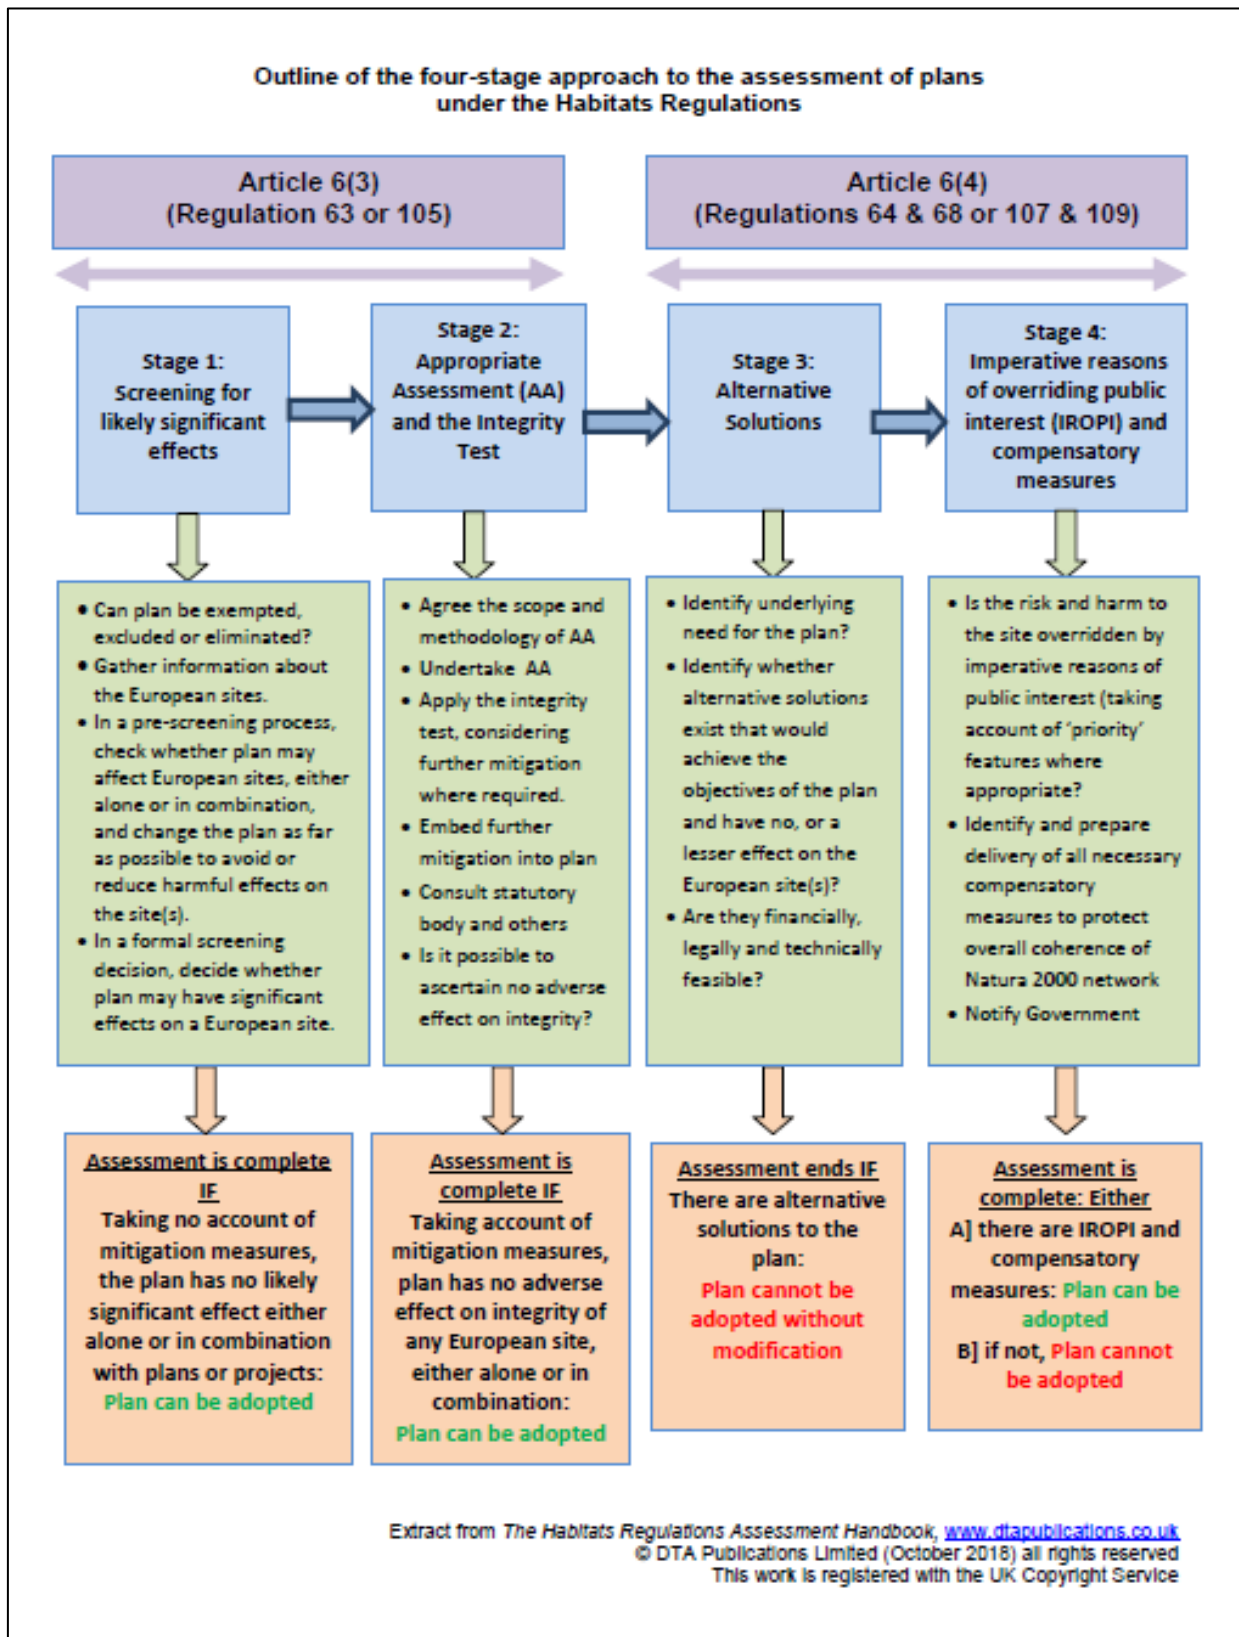 Outline of the four-stage approach to the assessment of plans
under the Habitats Regulations
Article 6(3)
(Regulation 63 or 105)
Article 6(4)
(Regulations 64 & 68 or 107 & 109)
Stage 1:
Screening for
likely significant
effects
Stage 2:
Appropriate
Assessment (AA)
and the Integrity
Test
Stage 3:
Alternative
Solutions
Stage 4:
Imperative reasons
of overriding public
interest (IROPI) and
compensatory
measures
• Can plan be exempted,
excluded or eliminated?
• Gather information about
the European sites.
• In a pre-screening process,
check whether plan may
affect European sites, either
alone or in combination,
and change the plan as far
as possible to avoid or
reduce harmful effects on
the site(s).
• In a formal screening
decision, decide whether
plan may have significant
effects on a European site.
• Agree the scope and
methodology of AA
• Undertake AA
• Apply the integrity
test, considering
further mitigation
where required.
• Embed further
mitigation into plan
• Consult statutory
body and others
• Is it possible to
ascertain no adverse
effect on integrity?
• Identify underlying
need for the plan?
• Identify whether
alternative solutions
exist that would
achieve the
objectives of the plan
and have no, or a
lesser effect on the
European site(s)?
• Are they financially,
legally and technically
feasible?
• Is the risk and harm to
the site overridden by
imperative reasons of
public interest (taking
account of ‘priority’
features where
appropriate?
• Identify and prepare
delivery of all necessary
compensatory
measures to protect
overall coherence of
Natura 2000 network
• Notify Government
Assessment is complete
IF
Taking no account of
mitigation measures,
the plan has no likely
significant effect either
alone or in combination
with plans or projects:
Plan can be adopted
Assessment is
complete IF
Taking account of
mitigation measures,
plan has no adverse
effect on integrity of
any European site,
either alone or in
combination:
Plan can be adopted
Assessment ends IF
There are alternative
solutions to the
plan:
Plan cannot be
adopted without
modification
Assessment is
complete: Either
A] there are IROPI and
compensatory
measures: Plan can be
adopted
B] if not, Plan cannot
be adopted
Extract from The Habitats Regulations Assessment Handbook, www.dtapublications.co.uk
© DTA Publications Limited (October 2018) all rights reserved
This work is registered with the UK Copyright Service